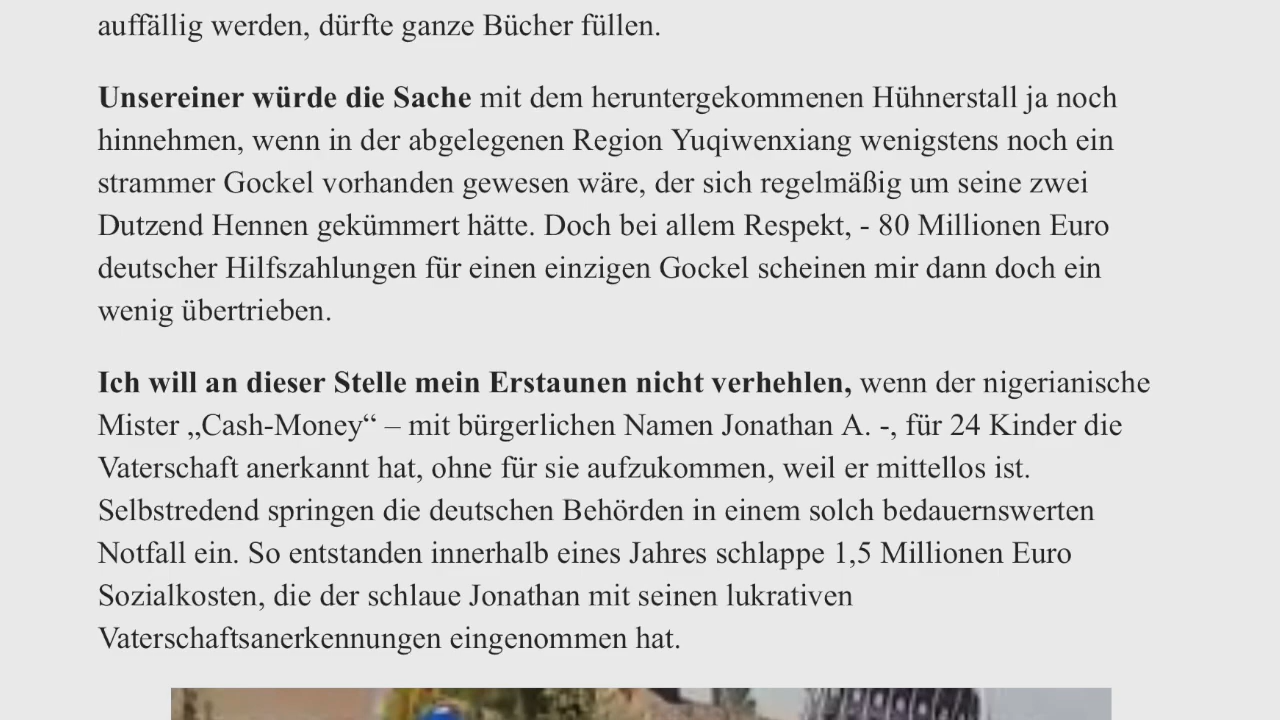 auffällig werden, dürfte ganze Bücher füllen.
Unsereiner würde die Sache mit dem heruntergekommenen Hühnerstall ja noch
hinnehmen, wenn in der abgelegenen Region Yuqiwenxiang wenigstens noch ein
strammer Gockel vorhanden gewesen wäre, der sich regelmäßig um seine zwei
Dutzend Hennen gekümmert hätte. Doch bei allem Respekt, - 80 Millionen Euro
deutscher Hilfszahlungen für einen einzigen Gockel scheinen mir dann doch ein
wenig übertrieben.
Ich will an dieser Stelle mein Erstaunen nicht verhehlen, wenn der nigerianische
Mister „Cash-Money“ – mit bürgerlichen Namen Jonathan A. -, für 24 Kinder die
Vaterschaft anerkannt hat, ohne für sie aufzukommen, weil er mittellos ist.
Selbstredend springen die deutschen Behörden in einem solch bedauernswerten
Notfall ein. So entstanden innerhalb eines Jahres schlappe 1,5 Millionen Euro
Sozialkosten, die der schlaue Jonathan mit seinen lukrativen
Vaterschaftsanerkennungen eingenommen hat.